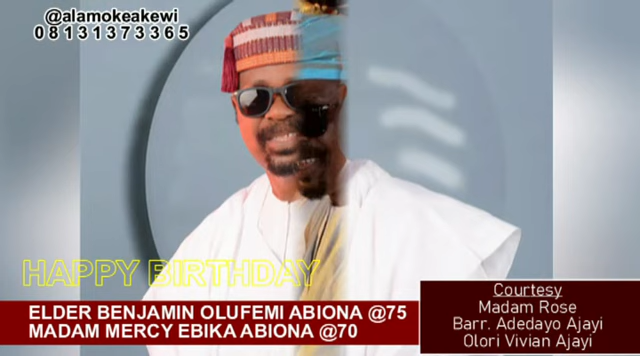 @alamokeakewi
08131373365
HAPPY BIRTHDAY
ELDER BENJAMIN OLUFEMI ABIONA @75
MADAM MERCY EBIKA ABIONA @70
Courtesy
Madam Rose
Barr. Adedayo Ajayi
Olori Vivian Ajayi